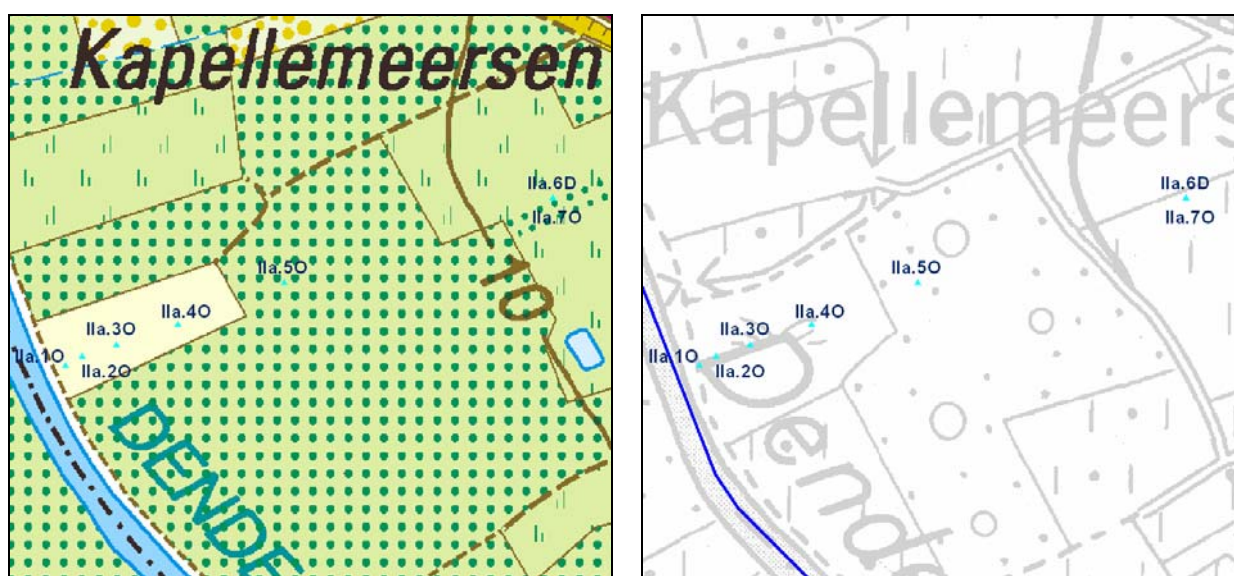 Kapellemeersen
IIa.6D
IIa.7O
IIa.5O
10
IIa.4O
IIa.3O
IIa.1O
IIa.2O
DENDE
Kapellemeers
IIa.6D
IIa.7O
IIa.5O
IIa.4O
IIa.3O
IIa.1O
IIa.2O
Dend